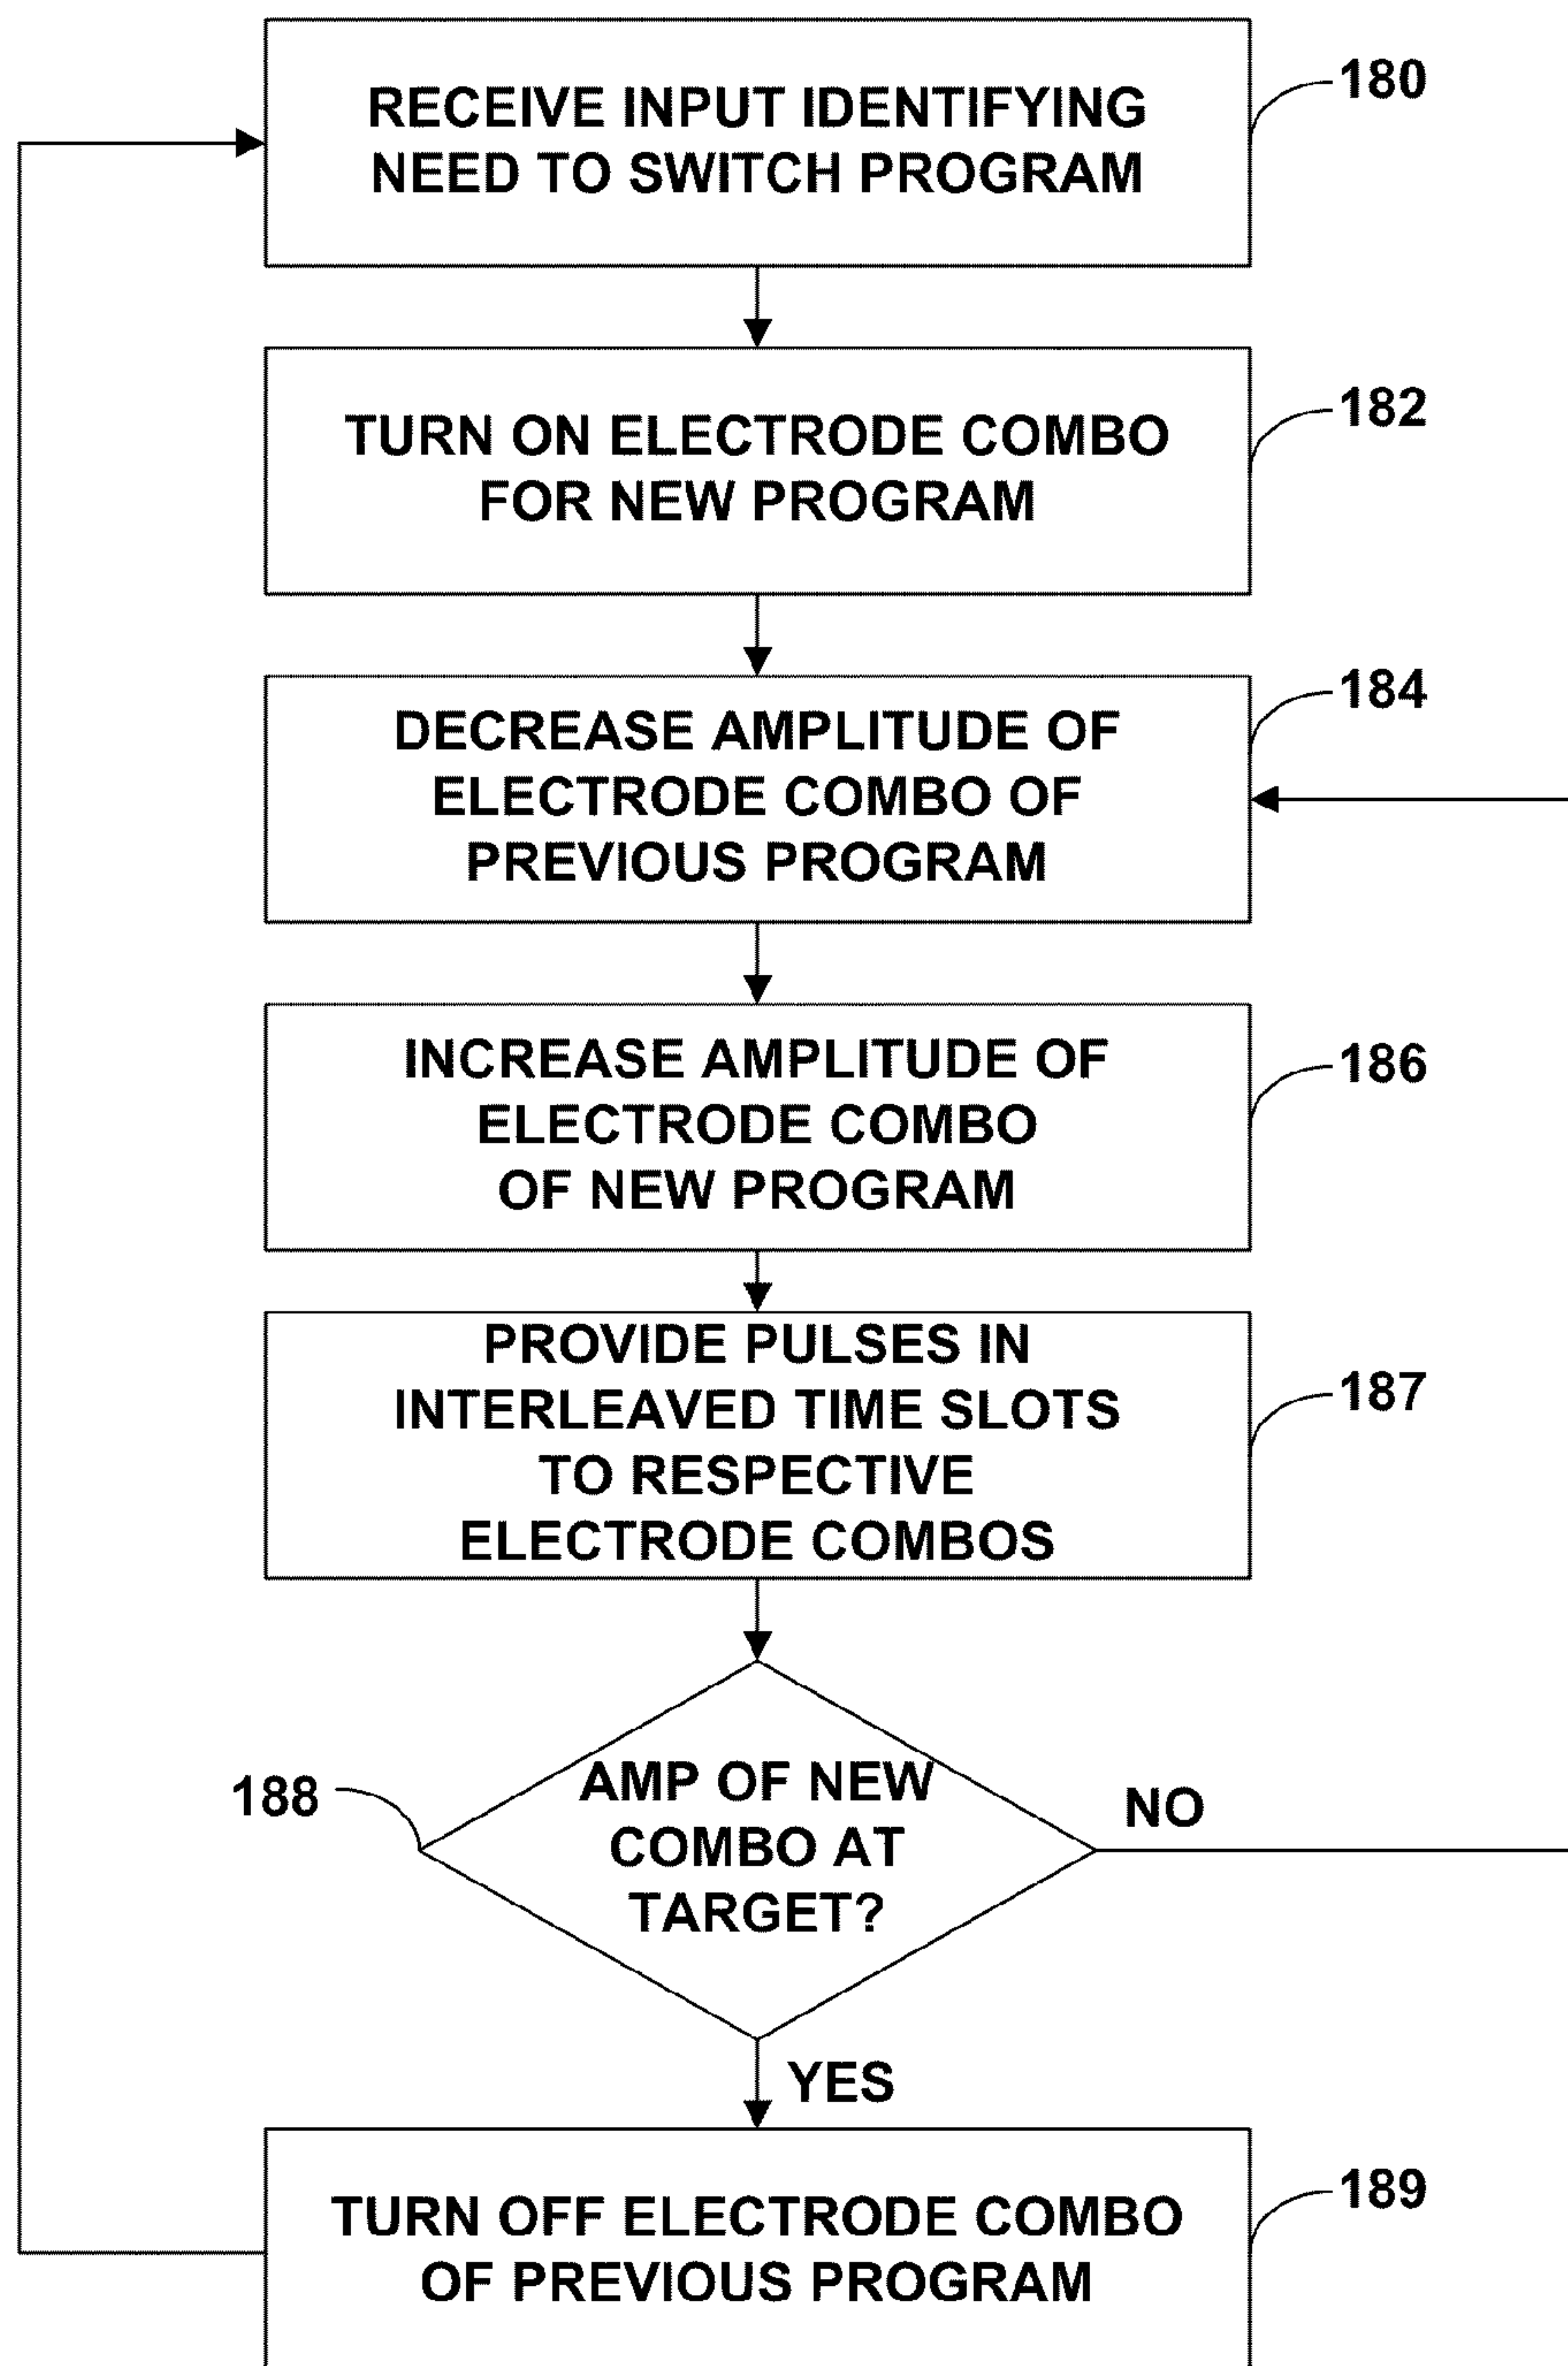 RECEIVE INPUT IDENTIFYING
NEED TO SWITCH PROGRAM
180
TURN ON ELECTRODE COMBO
FOR NEW PROGRAM
182
DECREASE AMPLITUDE OF
ELECTRODE COMBO OF
PREVIOUS PROGRAM
184
INCREASE AMPLITUDE OF
ELECTRODE COMBO
OF NEW PROGRAM
186
PROVIDE PULSES IN
INTERLEAVED TIME SLOTS
TO RESPECTIVE
ELECTRODE COMBOS
187
188
AMP OF NEW
COMBO AT
TARGET?
NO
YES
TURN OFF ELECTRODE COMBO
OF PREVIOUS PROGRAM
189